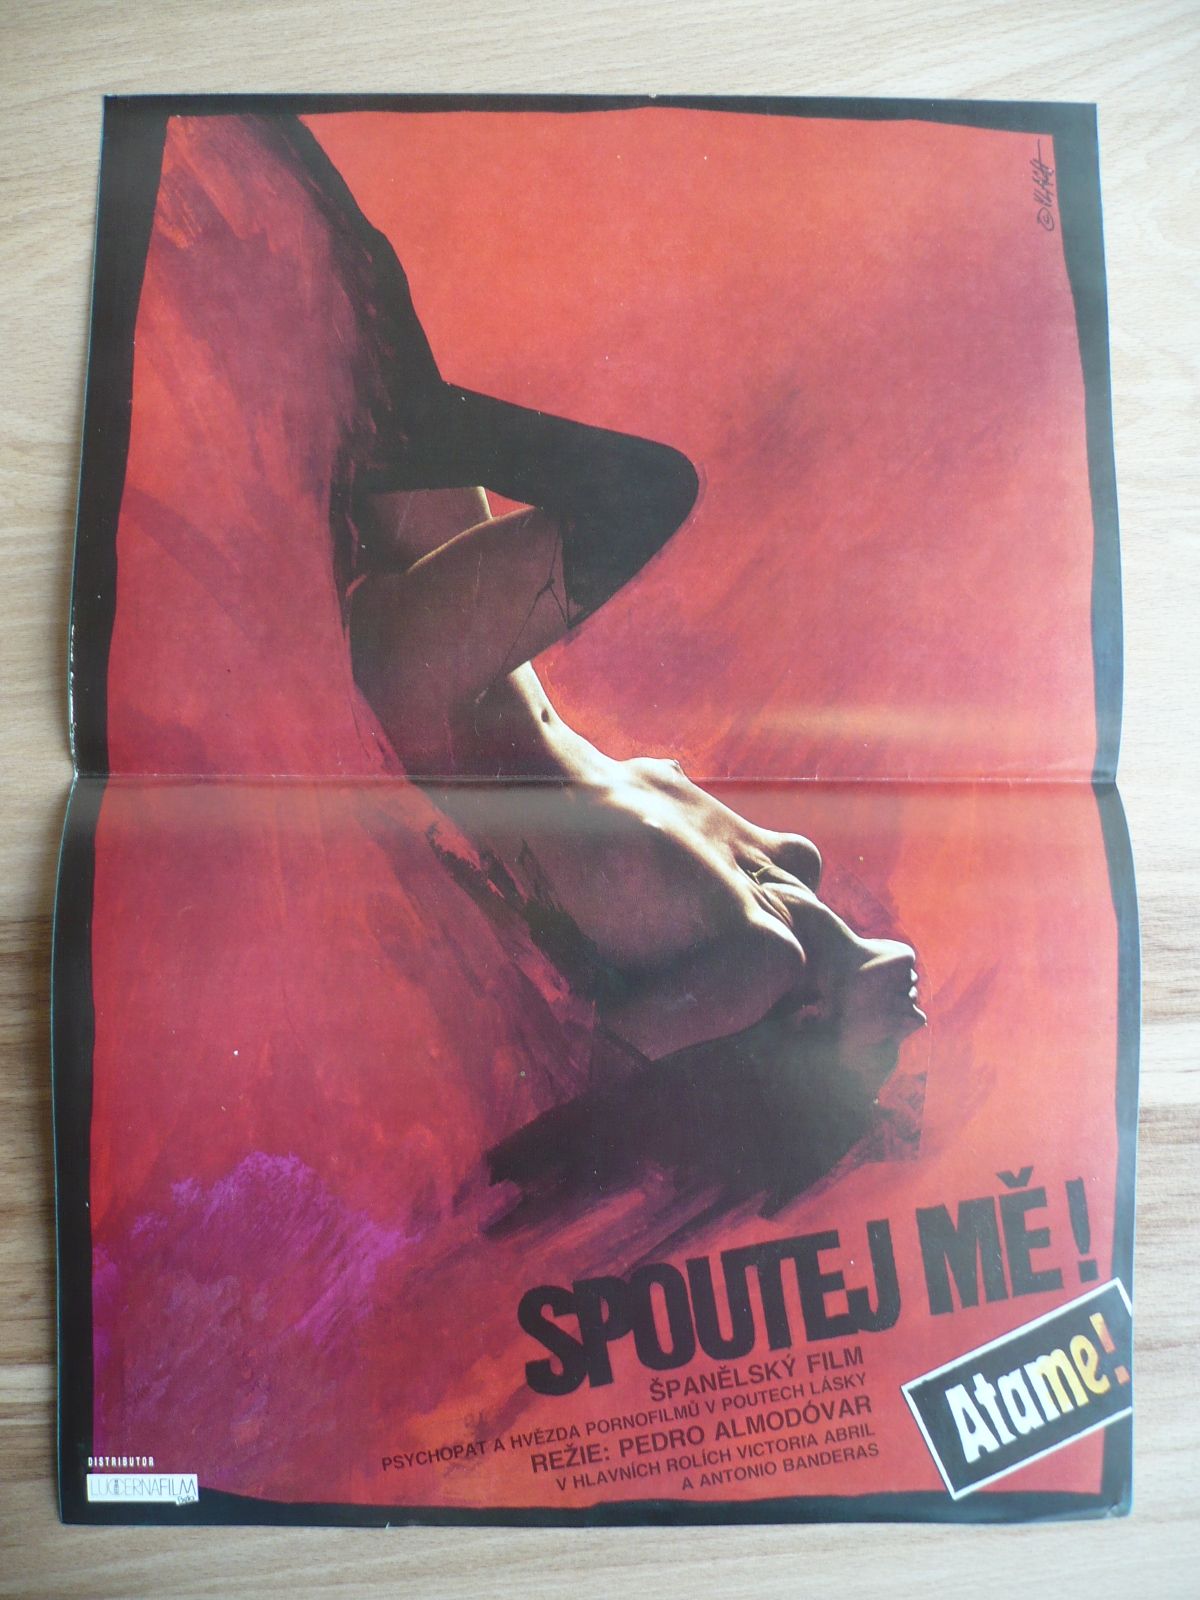 © VLACH
SPOUTEJ MĚ!
ŠPANĚLSKÝ FILM
PSYCHOPAT A HVĚZDA PORNOFILMŮ V POUTECH LÁSKY
REŽIE: PEDRO ALMODÓVAR
V HLAVNÍCH ROLÍCH VICTORIA ABRIL
A ANTONIO BANDERAS
Atame!
DISTRIBUTOR
LUCERNAFILM